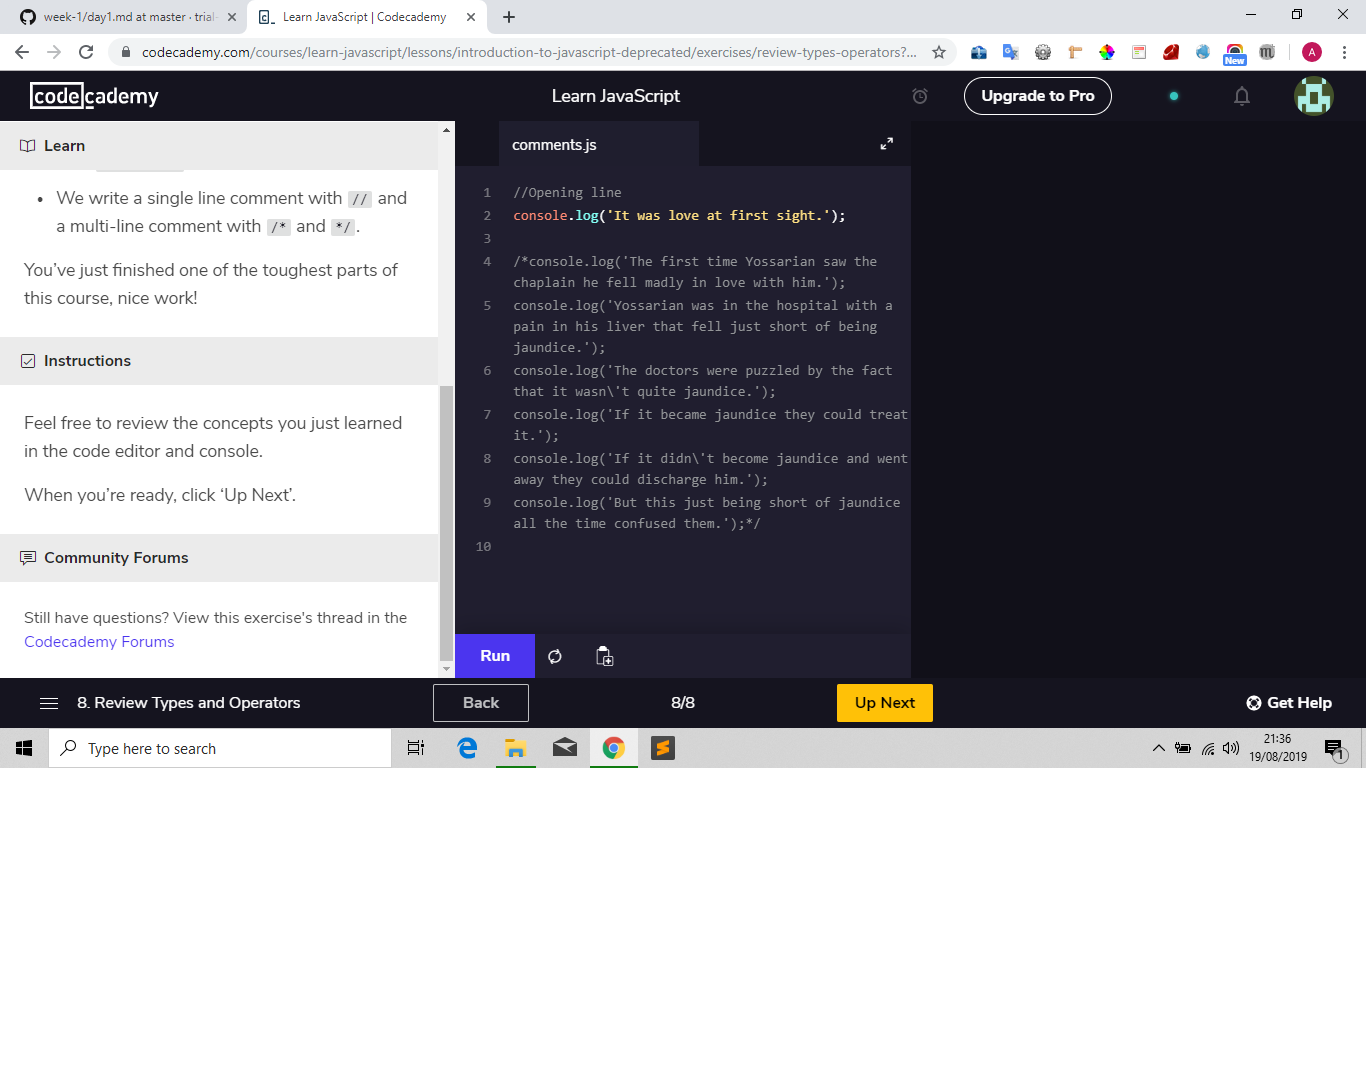 week-1/day1.md at master · trial-
Learn JavaScript | Codecademy
codecademy.com/courses/learn-javascript/lessons/introduction-to-javascript-deprecated/exercises/review-types-operators?...
New
A
codecademy
Learn JavaScript
Upgrade to Pro
Learn
• We write a single line comment with // and
a multi-line comment with /* and */.
You’ve just finished one of the toughest parts of
this course, nice work!
Instructions
Feel free to review the concepts you just learned
in the code editor and console.
When you’re ready, click ‘Up Next’.
Community Forums
Still have questions? View this exercise's thread in the
Codecademy Forums
comments.js
1 //Opening line
2 console.log('It was love at first sight.');
3
4 /*console.log('The first time Yossarian saw the
chaplain he fell madly in love with him.');
5 console.log('Yossarian was in the hospital with a
pain in his liver that fell just short of being
jaundice.');
6 console.log('The doctors were puzzled by the fact
that it wasn\'t quite jaundice.');
7 console.log('If it became jaundice they could treat
it.');
8 console.log('If it didn\'t become jaundice and went
away they could discharge him.');
9 console.log('But this just being short of jaundice
all the time confused them.');*/
10
Run
8. Review Types and Operators
Back
8/8
Up Next
Get Help
Type here to search
21:36
19/08/2019
1